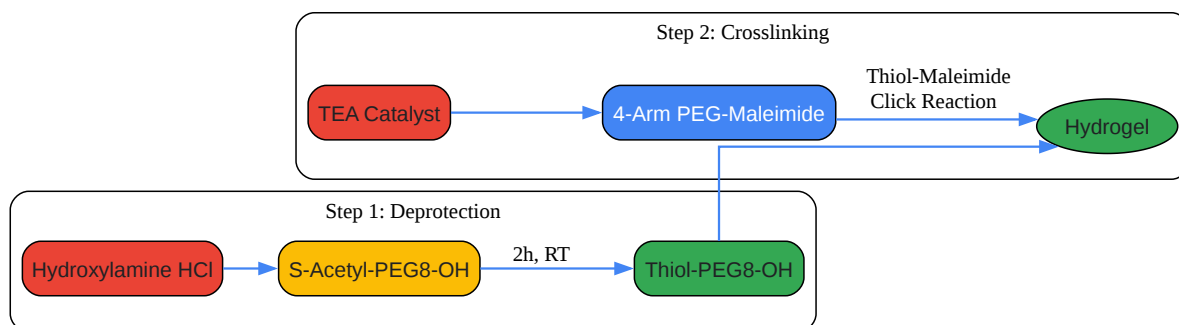 Step 2: Crosslinking
TEA Catalyst
4-Arm PEG-Maleimide
Thiol-Maleimide
Click Reaction
Hydrogel
Step 1: Deprotection
Hydroxylamine HCl
S-Acetyl-PEG8-OH
2h, RT
Thiol-PEG8-OH